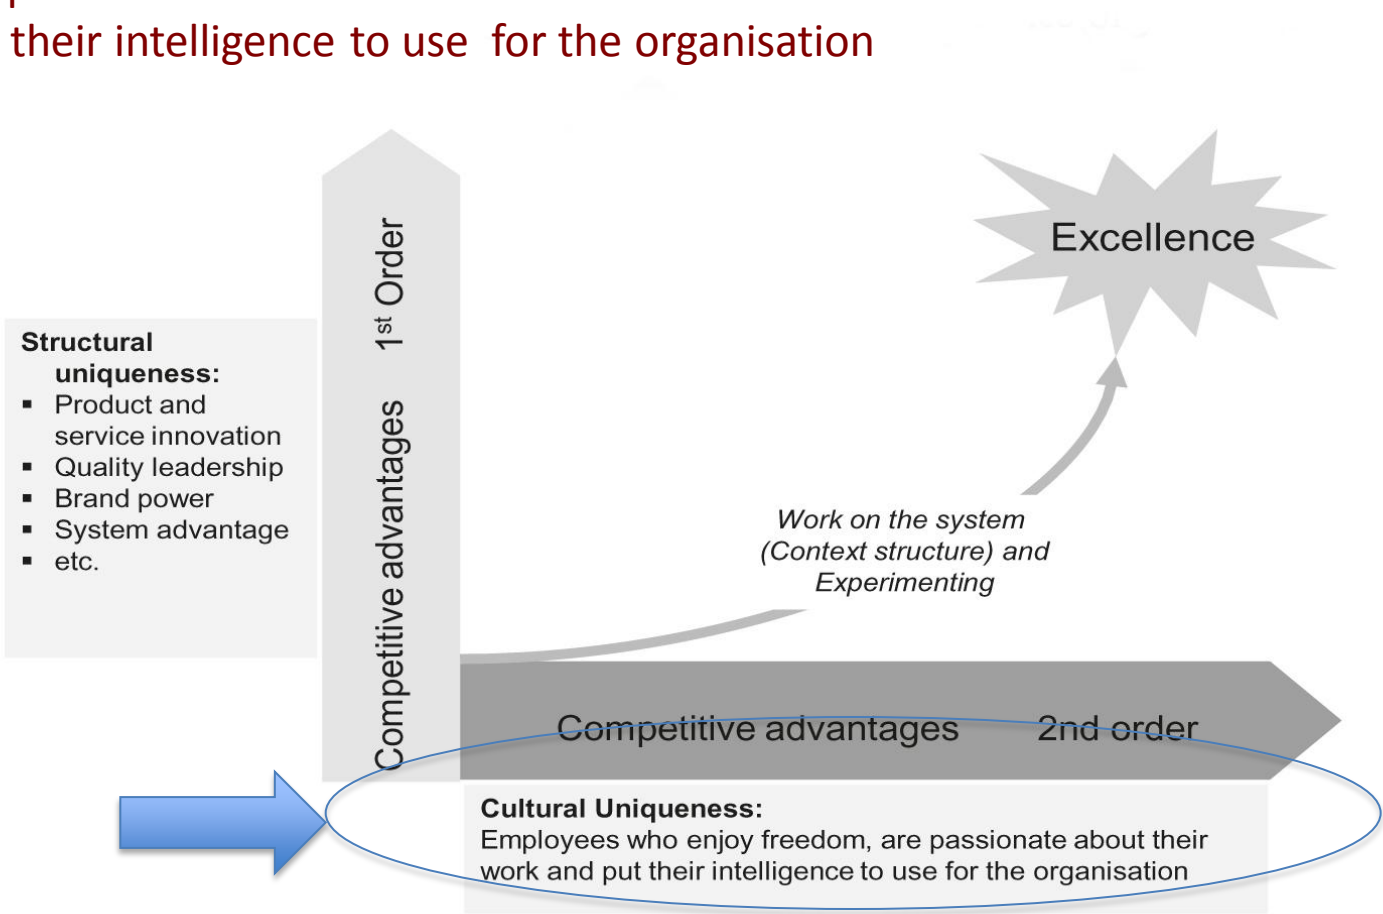 their intelligence to use for the organisation
Excellence
Competitive advantages 1st Order
Structural
uniqueness:
▪ Product and
service innovation
▪ Quality leadership
▪ Brand power
▪ System advantage
▪ etc.
Work on the system
(Context structure) and
Experimenting
Competitive advantages 2nd order
Cultural Uniqueness:
Employees who enjoy freedom, are passionate about their
work and put their intelligence to use for the organisation